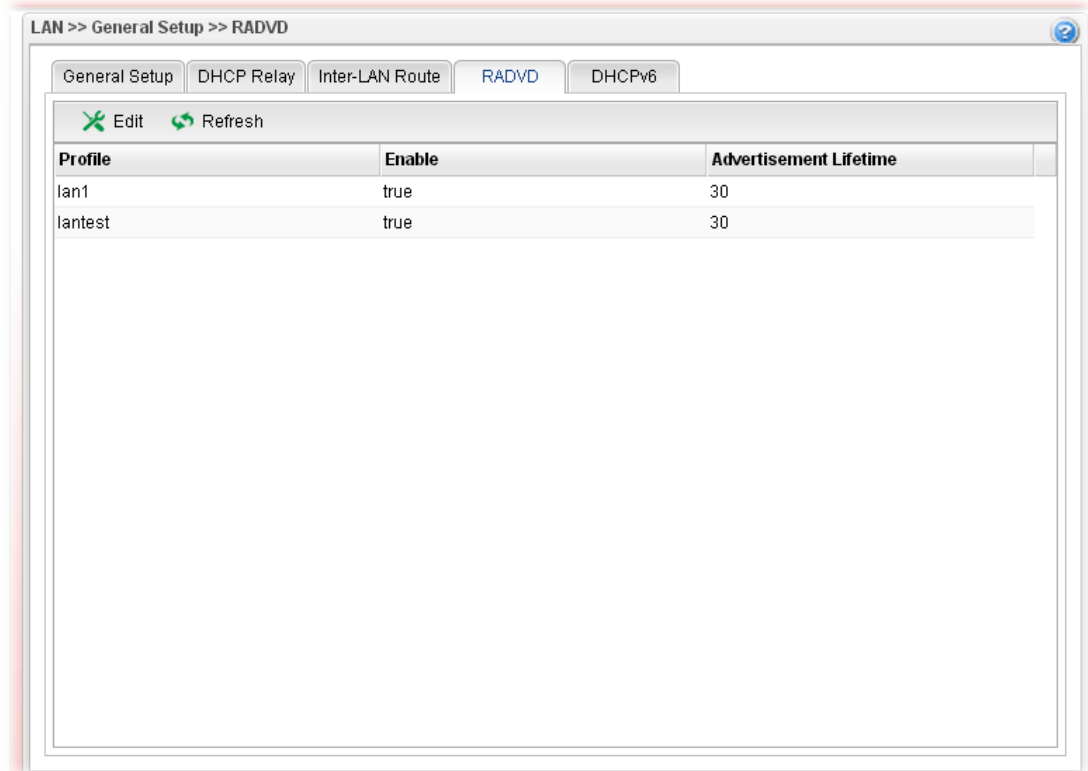 LAN >> General Setup >> RADVD
General Setup DHCP Relay Inter-LAN Route RADVD DHCPv6
Edit Refresh
Profile Enable Advertisement Lifetime
lan1 true 30
lantest true 30